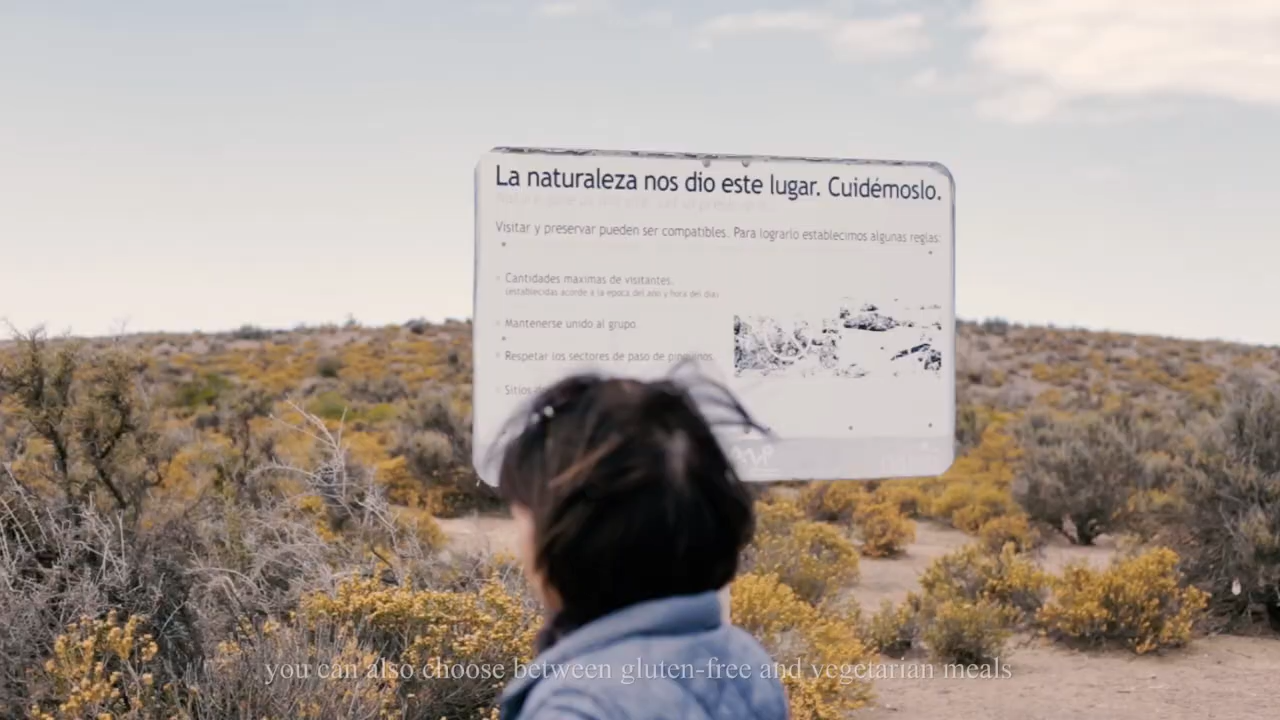 La naturaleza nos dio este lugar. Cuidémoslo.
Visitar y preservar pueden ser compatibles. Para lograrlo establecimos algunas reglas:
Cantidades maximas de visitantes.
(establecidas acorde a la epoca del año y hora del dia)
Mantenerse unido al grupo.
Respetar los sectores de paso de pingüinos.
Sitios
you can also choose between gluten-free and vegetarian meals